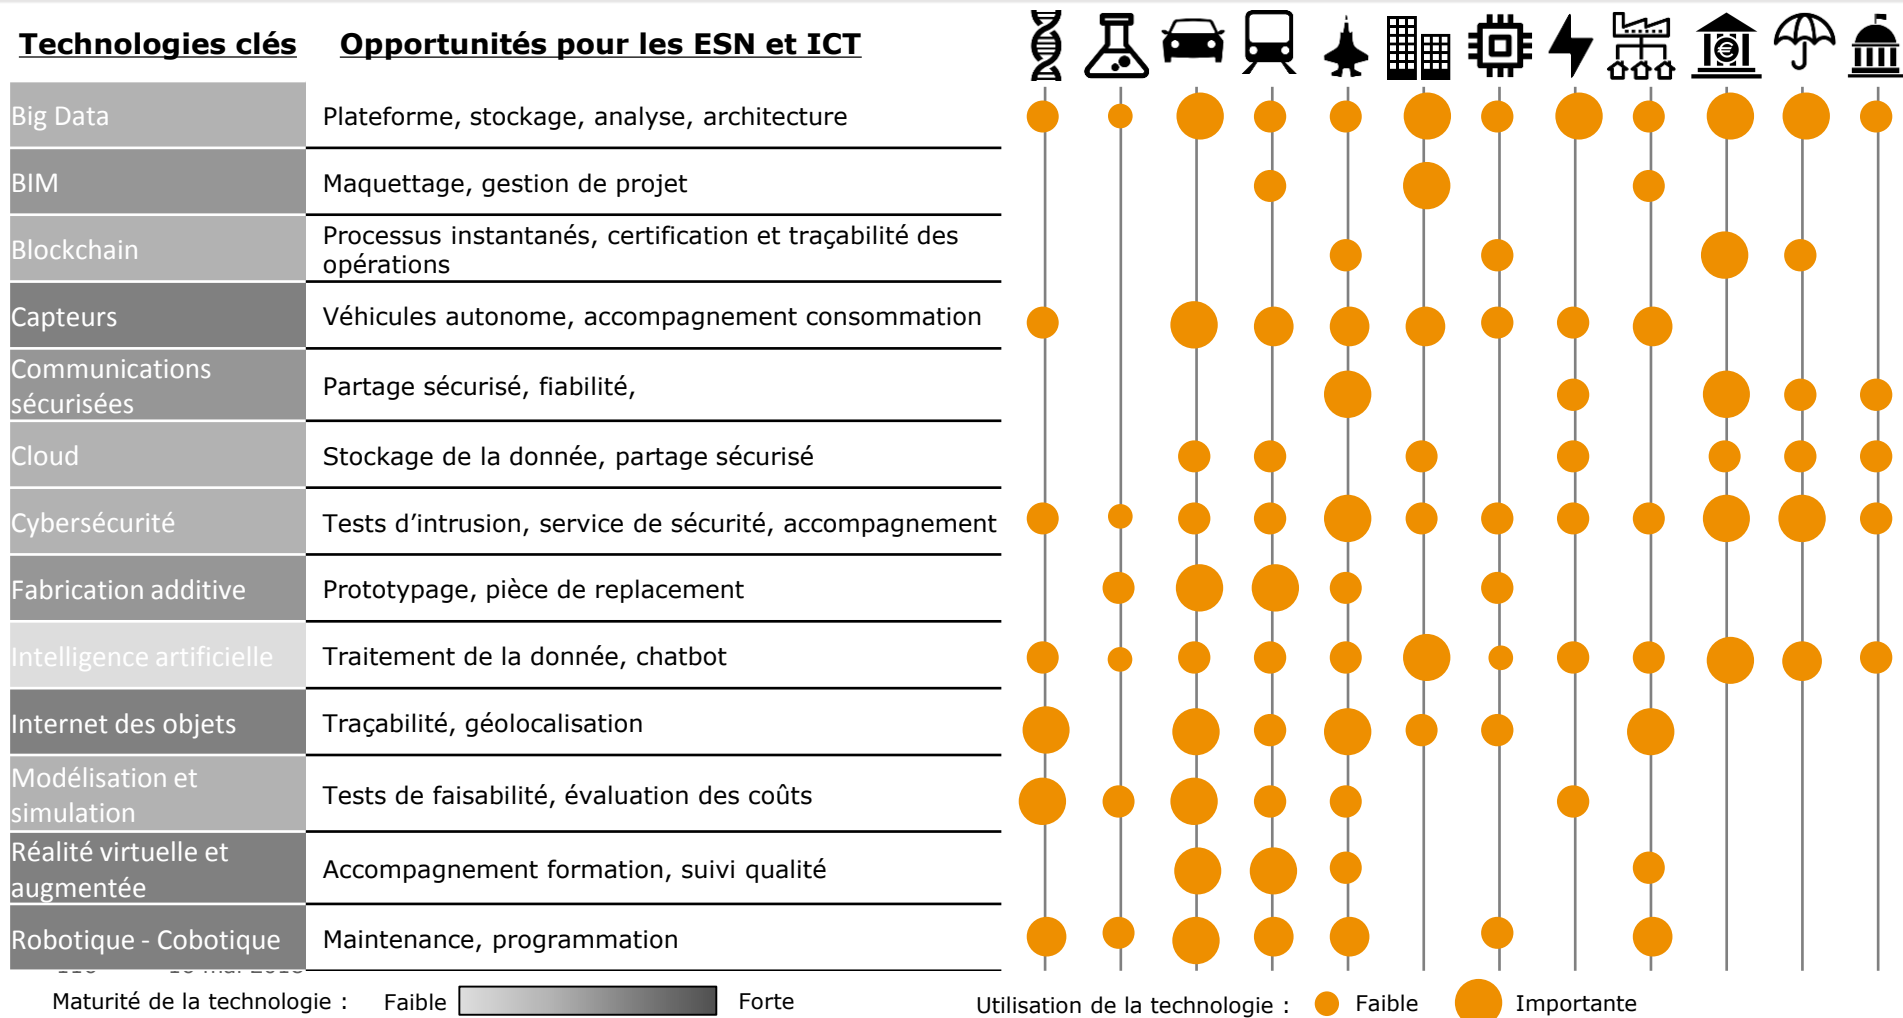 Technologies clés Opportunités pour les ESN et ICT
Big Data Plateforme, stockage, analyse, architecture
BIM Maquettage, gestion de projet
Blockchain Processus instantanés, certification et traçabilité des
opérations
Capteurs Véhicules autonome, accompagnement consommation
Communications
sécurisées
Partage sécurisé, fiabilité,
Cloud Stockage de la donnée, partage sécurisé
Cybersécurité Tests d’intrusion, service de sécurité, accompagnement
Fabrication additive Prototypage, pièce de replacement
Intelligence artificielle Traitement de la donnée, chatbot
Internet des objets Traçabilité, géolocalisation
Modélisation et
simulation
Tests de faisabilité, évaluation des coûts
Réalité virtuelle et
augmentée
Accompagnement formation, suivi qualité
Robotique - Cobotique Maintenance, programmation
Maturité de la technologie : Faible Forte Utilisation de la technologie : Faible Importante